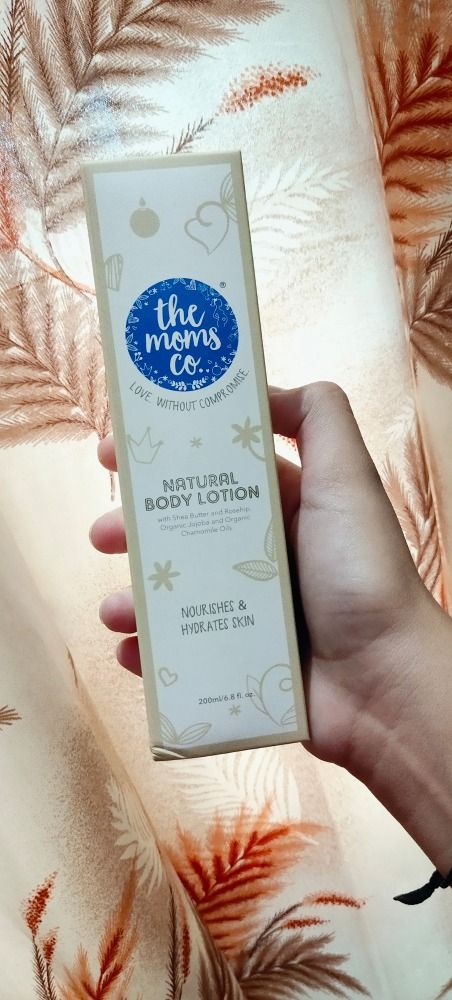 the
moms
co.
®
LOVE. WITHOUT COMPROMISE.
NATURAL
BODY LOTION
with Shea Butter and Rosehip,
Organic Jojoba and Organic
Chamomile Oils.
NOURISHES &
HYDRATES SKIN
200ml/6.8 fl. oz.